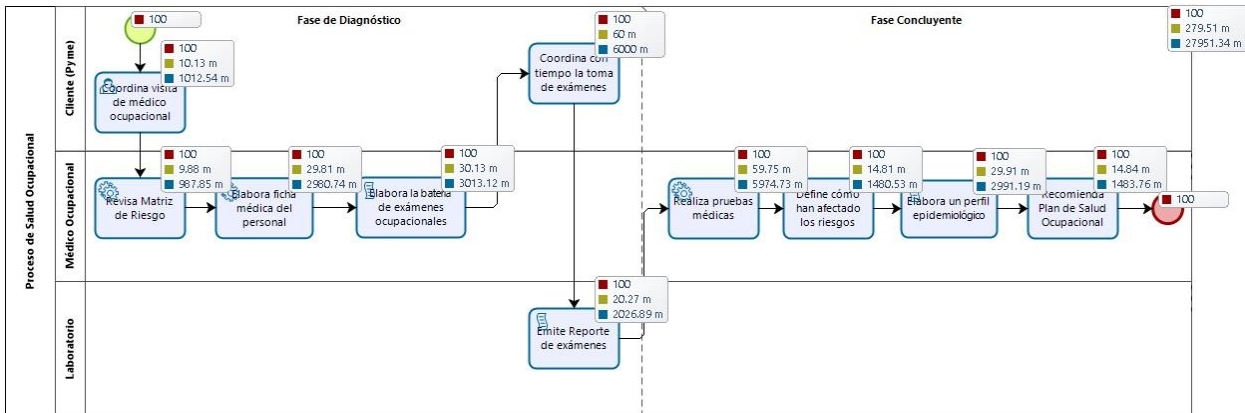 Proceso de Salud Ocupacional
Fase de Diagnóstico
Fase Concluyente
Cliente (Pyme)
100
100
10.13 m
1012.54 m
Coordina visita
de médico
ocupacional
100
60 m
6000 m
Coordina con
tiempo la toma
de exámenes
279.51 m
27951.34 m
100
Médico Ocupacional
100
9.88 m
987.85 m
Revisa Matriz
de Riesgo
100
29.81 m
2980.74 m
Elabora ficha
médica del
personal
100
30.13 m
3013.12 m
Elabora la batería
de exámenes
ocupacionales
100
59.75 m
5974.73 m
Realiza pruebas
médicas
100
14.81 m
1480.53 m
Define cómo
han afectado
los riesgos
100
29.91 m
2991.19 m
Elabora un perfil
epidemiológico
100
14.84 m
1483.76 m
Recomienda
Plan de Salud
Ocupacional
100
Laboratorio
100
20.27 m
2026.89 m
Emite Reporte
de exámenes